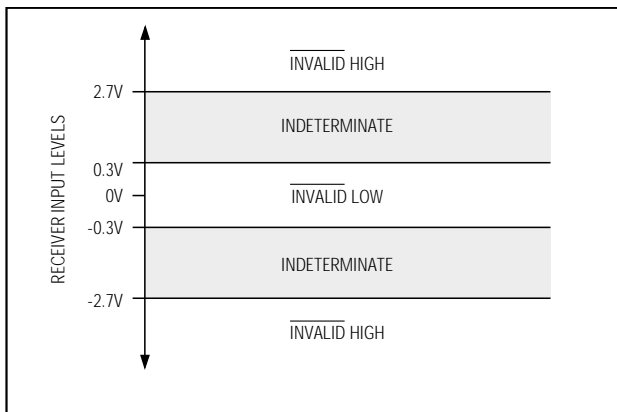 INVALID HIGH
2.7V
INDETERMINATE
0.3V
0V
INVALID LOW
-0.3V
INDETERMINATE
-2.7V
INVALID HIGH
RECEIVER INPUT LEVELS